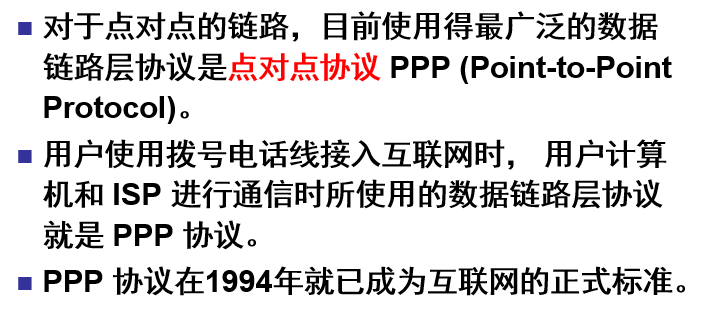 ■ 对于点对点的链路，目前使用得最广泛的数据
链路层协议是点对点协议 PPP (Point-to-Point
Protocol)。
■ 用户使用拨号电话线接入互联网时， 用户计算
机和 ISP 进行通信时所使用的数据链路层协议
就是 PPP 协议。
■ PPP 协议在1994年就已成为互联网的正式标准。